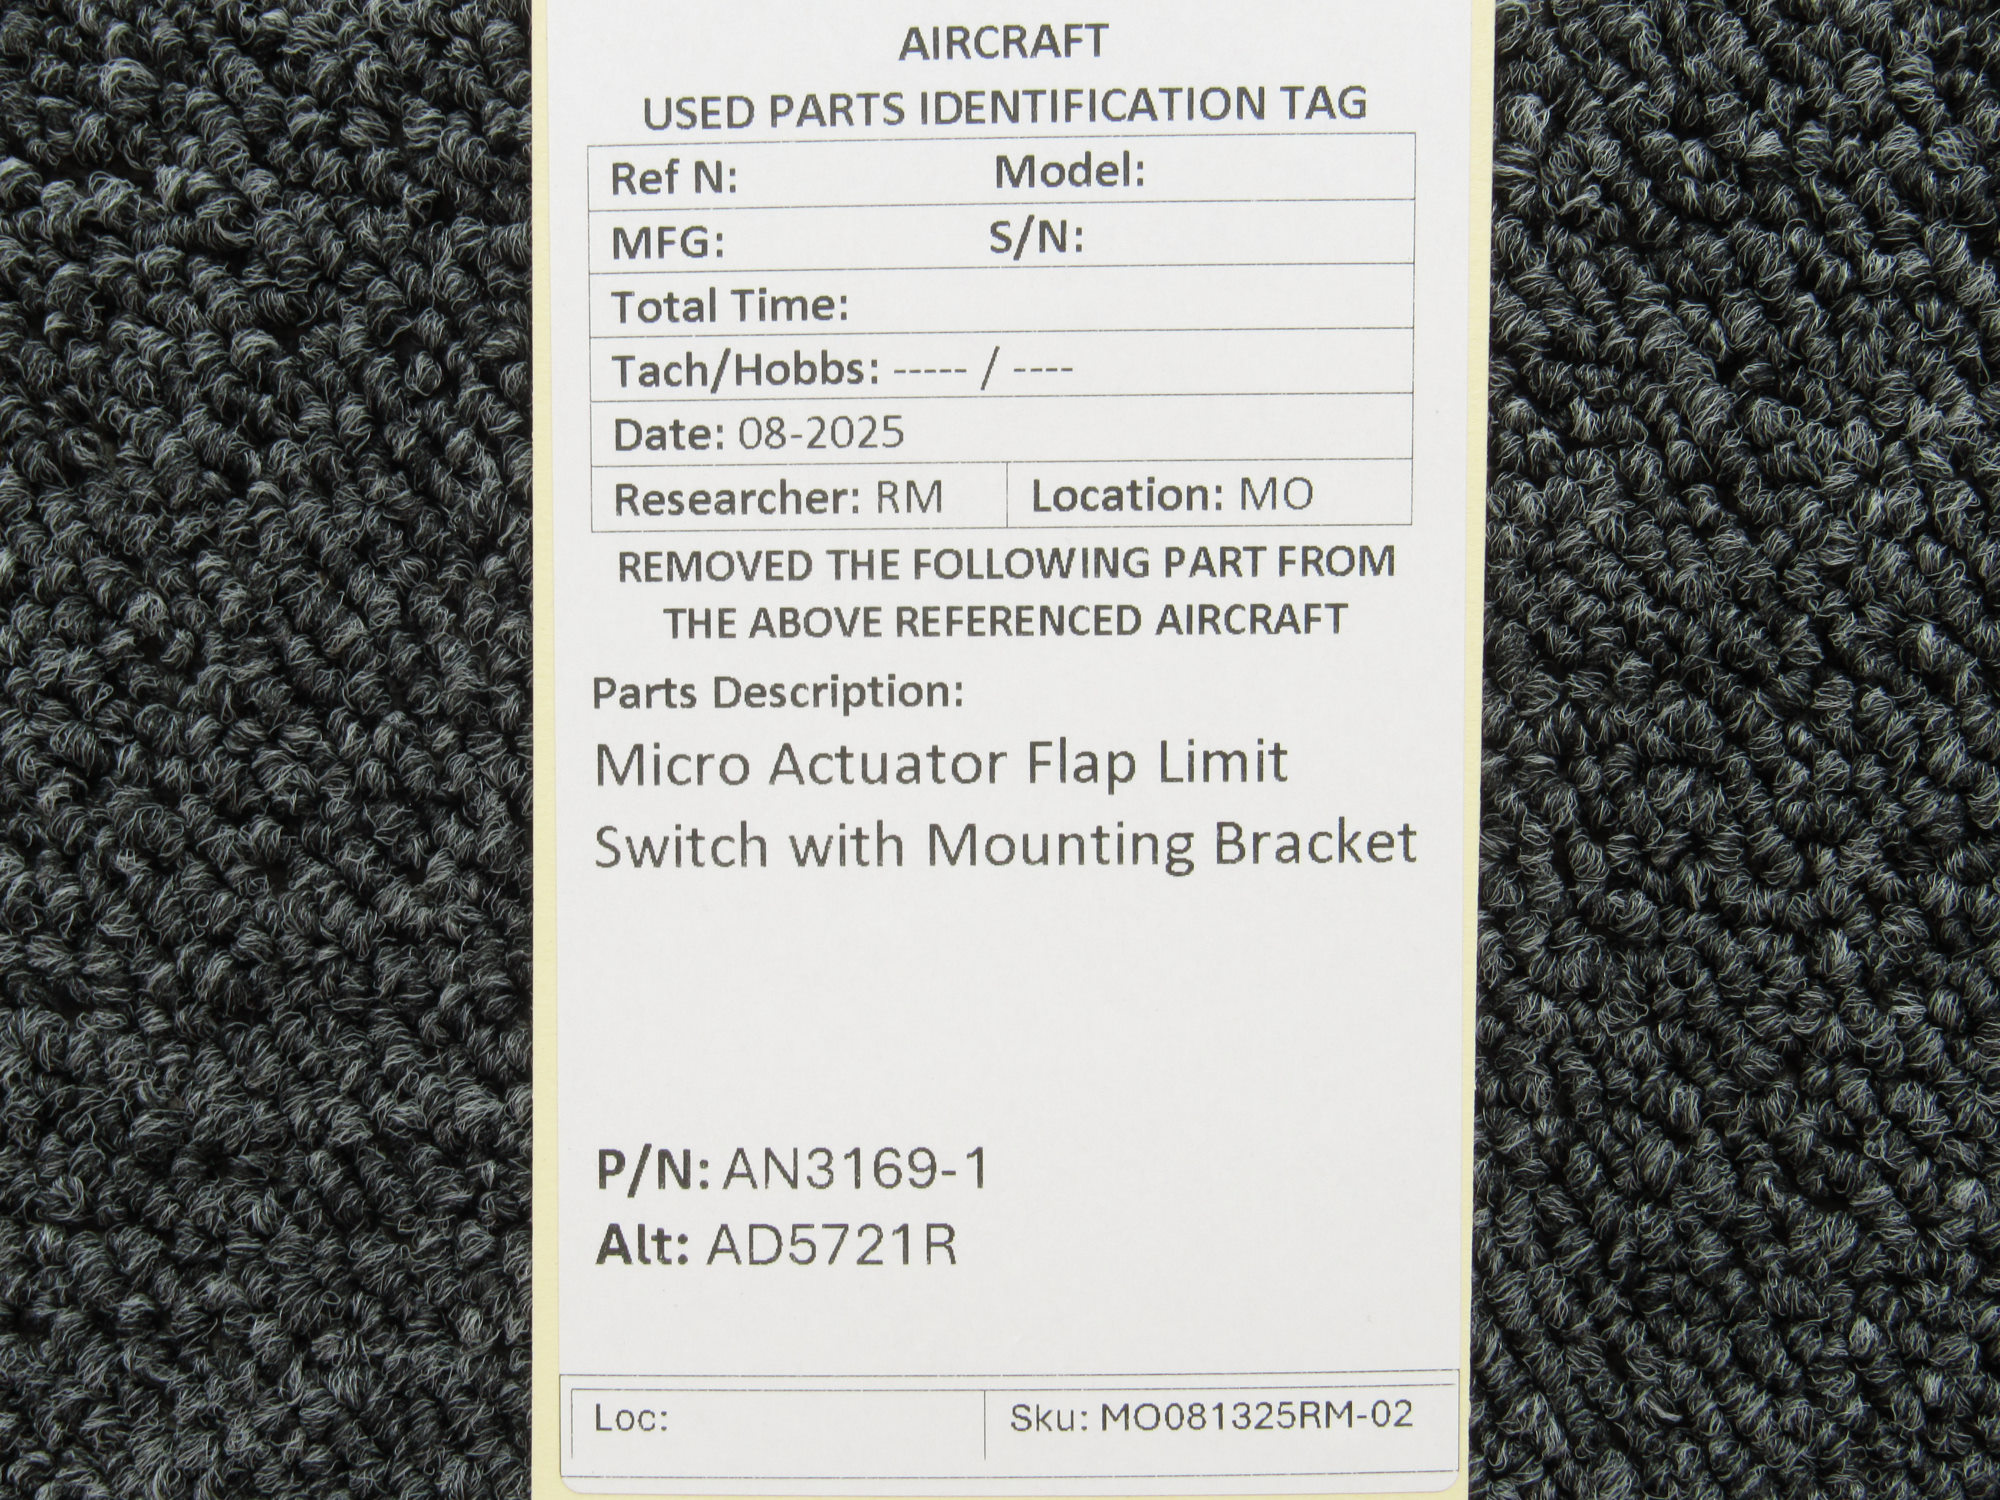 AIRCRAFT
USED PARTS IDENTIFICATION TAG
Ref N: Model:
MFG: S/N:
Total Time:
Tach/Hobbs: ----- / ----
Date: 08-2025
Researcher: RM Location: MO
REMOVED THE FOLLOWING PART FROM
THE ABOVE REFERENCED AIRCRAFT
Parts Description:
Micro Actuator Flap Limit
Switch with Mounting Bracket
P/N: AN3169-1
Alt: AD5721R
Loc: Sku: MO081325RM-02